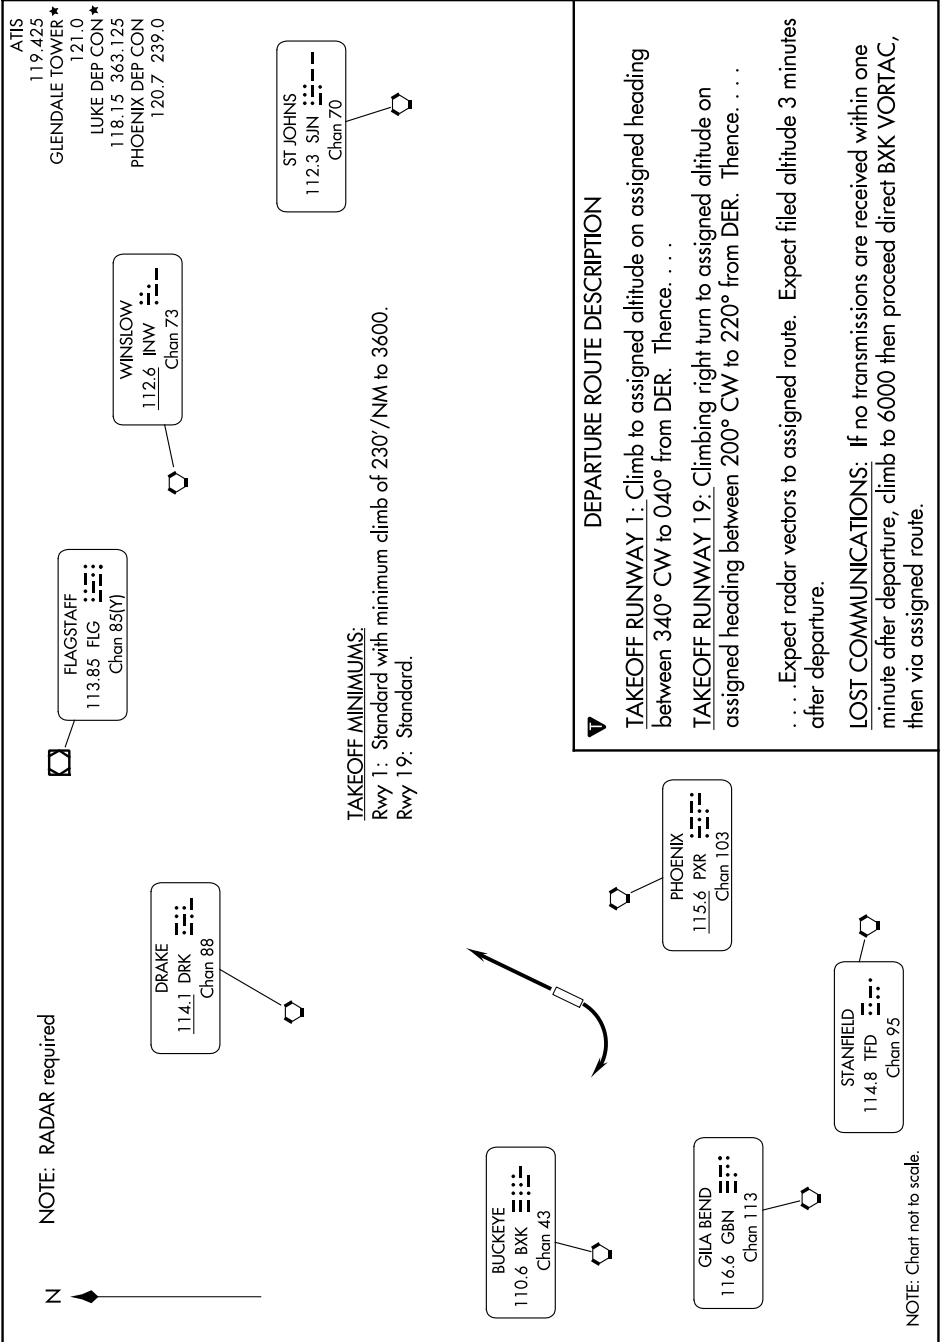 ATIS
119.425
GLENDALE TOWER★
121.0
LUKE DEP CON★
118.15 363.125
PHOENIX DEP CON
120.7 239.0
NOTE: RADAR required
N
FLAGSTAFF
113.85 FLG
Chan 85(Y)
WINSLOW
112.6 INW
Chan 73
ST JOHNS
112.3 SJN
Chan 70
DRAKE
114.1 DRK
Chan 88
TAKEOFF MINIMUMS:
Rwy 1: Standard with minimum climb of 230'/NM to 3600.
Rwy 19: Standard.
BUCKEYE
110.6 BXK
Chan 43
PHOENIX
115.6 PXR
Chan 103
GILA BEND
116.6 GBN
Chan 113
STANFIELD
114.8 TFD
Chan 95
NOTE: Chart not to scale.
T
DEPARTURE ROUTE DESCRIPTION
TAKEOFF RUNWAY 1: Climb to assigned altitude on assigned heading
between 340° CW to 040° from DER. Thence. . . .
TAKEOFF RUNWAY 19: Climbing right turn to assigned altitude on
assigned heading between 200° CW to 220° from DER. Thence. . . .
. . . .Expect radar vectors to assigned route. Expect filed altitude 3 minutes
after departure.
LOST COMMUNICATIONS: If no transmissions are received within one
minute after departure, climb to 6000 then proceed direct BXK VORTAC,
then via assigned route.